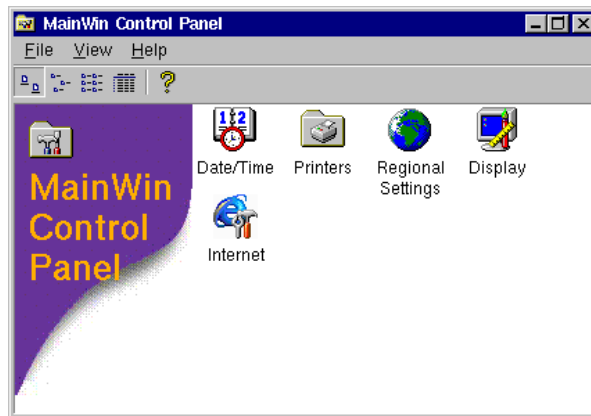 MainWin Control Panel
File View Help
MainWin
Control
Panel
Date/Time Printers Regional Settings Display
Internet